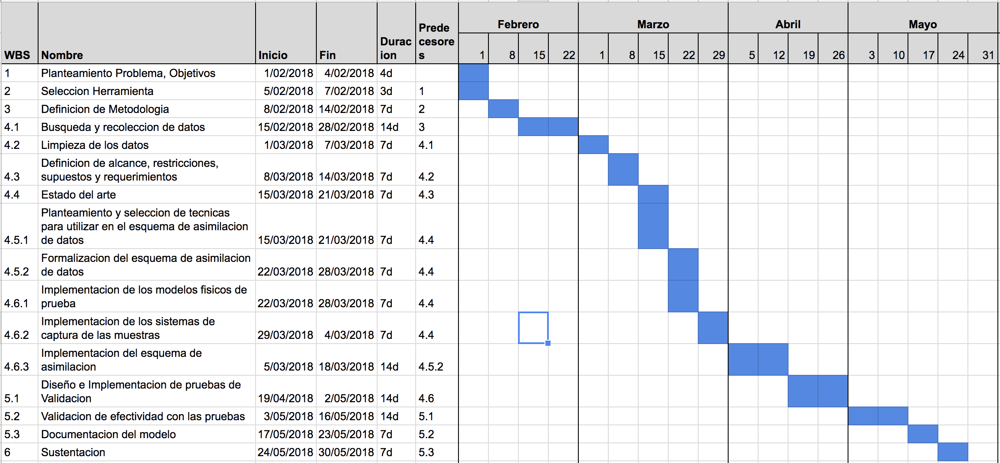 Febrero Marzo Abril Mayo
WBS Nombre Inicio Fin Durac ion Prede cesore s 1 8 15 22 1 8 15 22 29 5 12 19 26 3 10 17 24 31
1 Planteamiento Problema, Objetivos 1/02/2018 4/02/2018 4d
2 Seleccion Herramienta 5/02/2018 7/02/2018 3d 1
3 Definicion de Metodologia 8/02/2018 14/02/2018 7d 2
4.1 Busqueda y recoleccion de datos 15/02/2018 28/02/2018 14d 3
4.2 Limpieza de los datos 1/03/2018 7/03/2018 7d 4.1
Definicion de alcance, restricciones,
4.3 supuestos y requerimientos 8/03/2018 14/03/2018 7d 4.2
4.4 Estado del arte 15/03/2018 21/03/2018 7d 4.3
Planteamiento y seleccion de tecnicas
para utilizar en el esquema de asimilacion
4.5.1 de datos 15/03/2018 21/03/2018 7d 4.4
Formalizacion del esquema de asimilacion
4.5.2 de datos 22/03/2018 28/03/2018 7d 4.4
Implementacion de los modelos fisicos de
4.6.1 prueba 22/03/2018 28/03/2018 7d 4.4
Implementacion de los sistemas de
4.6.2 captura de las muestras 29/03/2018 4/03/2018 7d 4.4
Implementacion del esquema de
4.6.3 asimilacion 5/03/2018 18/03/2018 14d 4.5.2
Diseño e Implementacion de pruebas de
5.1 Validacion 19/04/2018 2/05/2018 14d 4.6
5.2 Validacion de efectividad con las pruebas 3/05/2018 16/05/2018 14d 5.1
5.3 Documentacion del modelo 17/05/2018 23/05/2018 7d 5.2
6 Sustentacion 24/05/2018 30/05/2018 7d 5.3